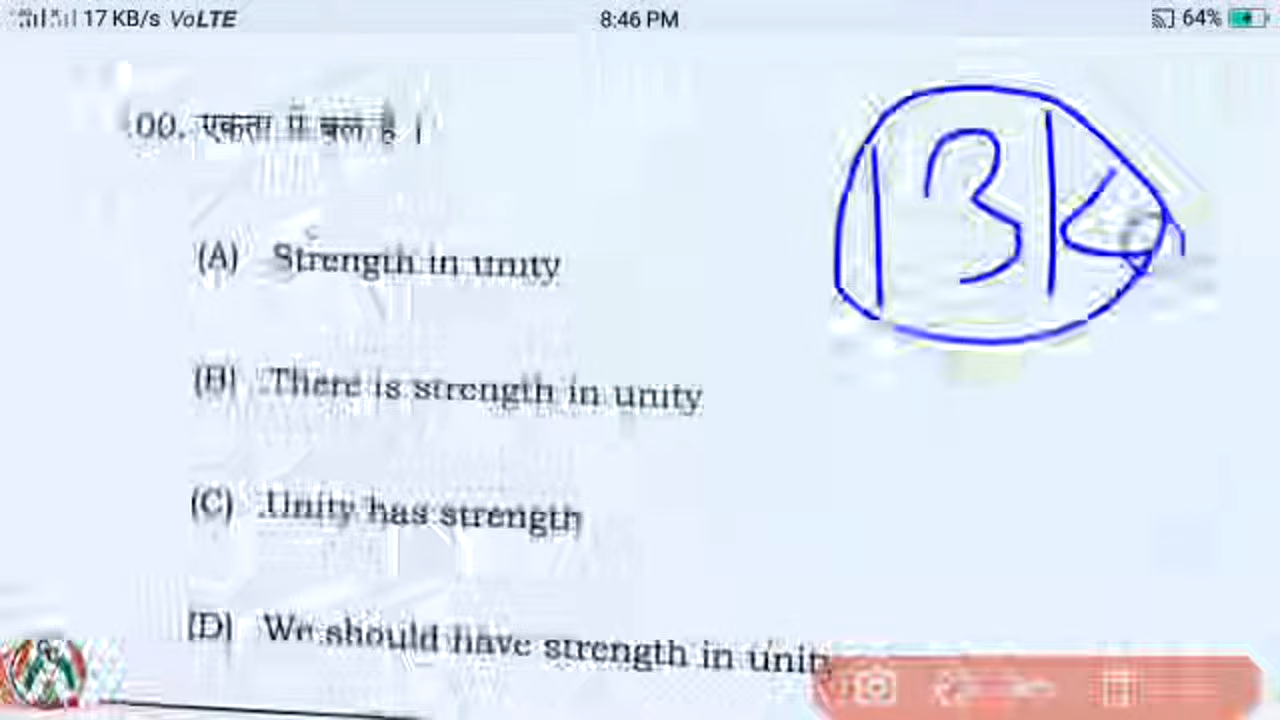 17 KB/s VoLTE 8:46 PM 64%
00. एकता में बल है ।
(A) Strength in unity
(B) There is strength in unity
(C) Unity has strength
(D) We should have strength in unity